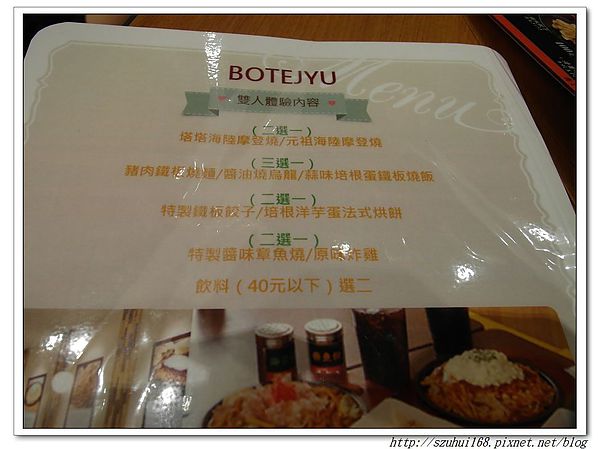 Menu
BOTEJYU
雙人體驗內容
(二選一)
塔塔海陸摩登燒/元祖海陸摩登燒
(三選一)
豬肉鐵板燒麵/醬油燒烏龍/蒜味培根蛋鐵板燒飯
(二選一)
特製鐵板餃子/培根洋芋蛋法式烘餅
(二選一)
特製醬味章魚燒/原味炸雞
飲料(40元以下)選二
http://szuhui168.pixnet.net/blog